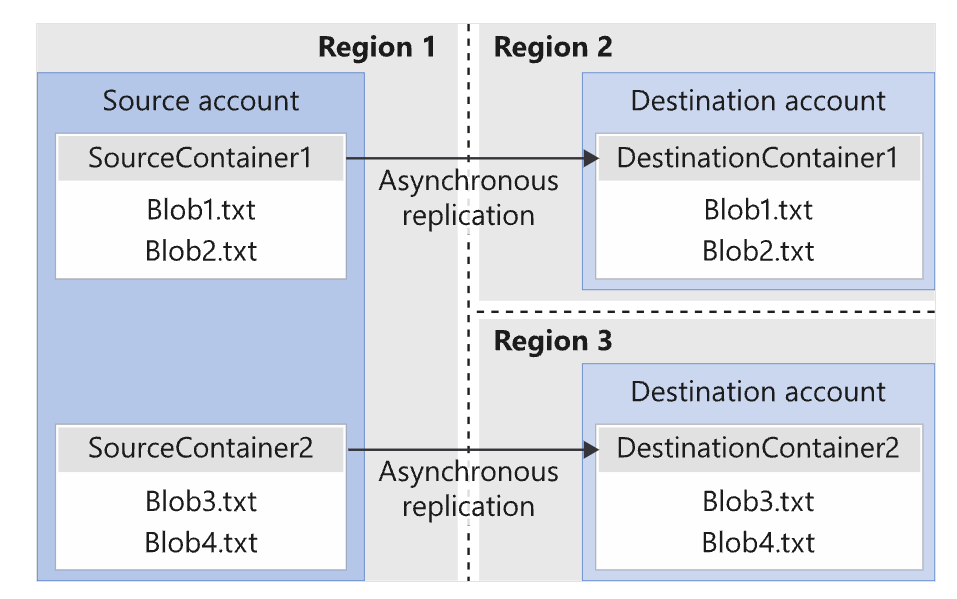 Region 1
Source account
SourceContainer1
Blob1.txt
Blob2.txt
SourceContainer2
Blob3.txt
Blob4.txt
Asynchronous
replication
Asynchronous
replication
Region 2
Destination account
DestinationContainer1
Blob1.txt
Blob2.txt
Region 3
Destination account
DestinationContainer2
Blob3.txt
Blob4.txt